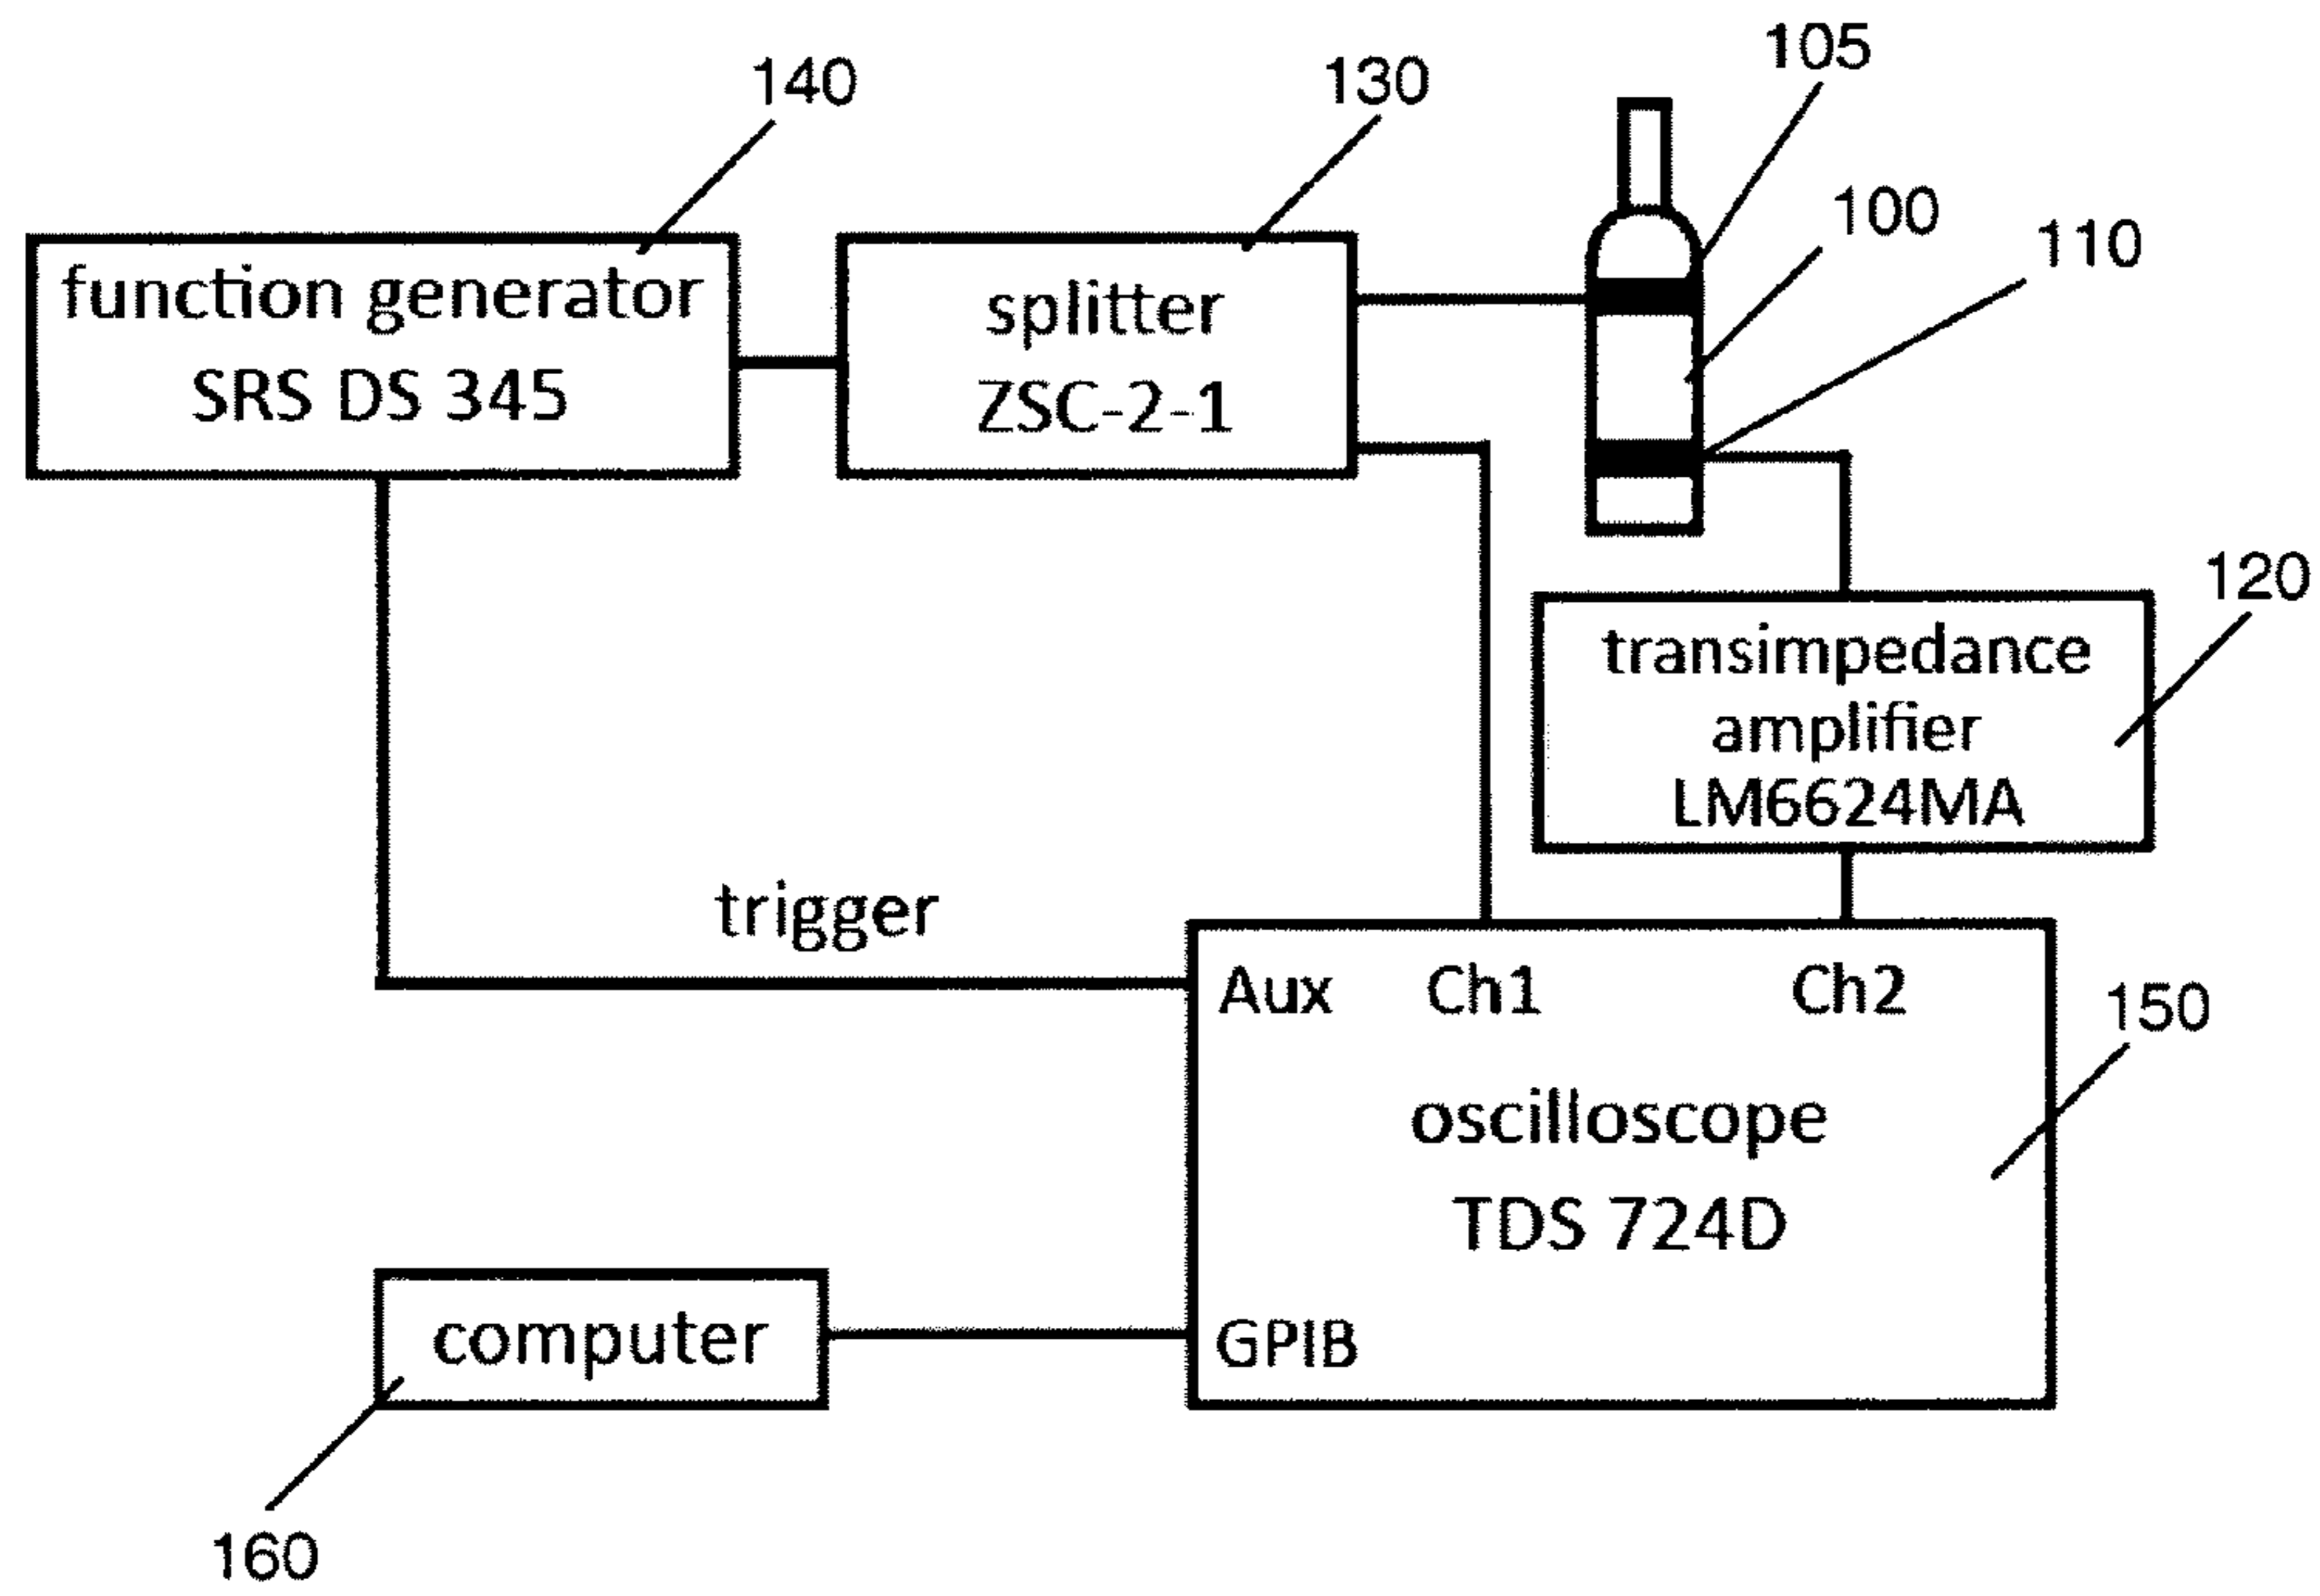 105
140
130
100
110
function generator
SRS DS 345
splitter
ZSC-2-1
120
transimpedance
amplifier
LM6624MA
trigger
Aux Ch1 Ch2
150
oscilloscope
TDS 724D
computer
GPIB
160